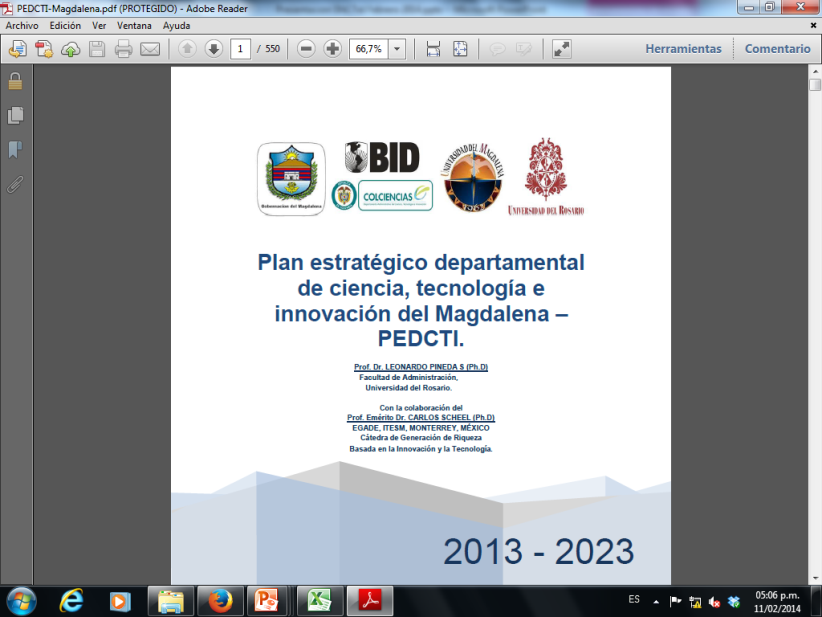 PEDCTI-Magdalena.pdf (PROTEGIDO) - Adobe Reader
Archivo Edición Ver Ventana Ayuda
1 / 550 66,7% Herramientas Comentario
Gobernacion del Magdalena
BID
COLCIENCIAS
UNIVERSIDAD DEL MAGDALENA
UNIVERSIDAD DEL ROSARIO
Plan estratégico departamental
de ciencia, tecnología e
innovación del Magdalena –
PEDCTI.
Prof. Dr. LEONARDO PINEDA S (Ph.D)
Facultad de Administración,
Universidad del Rosario.
Con la colaboración del
Prof. Emérito Dr. CARLOS SCHEEL (Ph.D)
EGADE, ITESM, MONTERREY, MÉXICO
Cátedra de Generación de Riqueza
Basada en la Innovación y la Tecnología.
2013 - 2023
ES
05:06 p.m.
11/02/2014